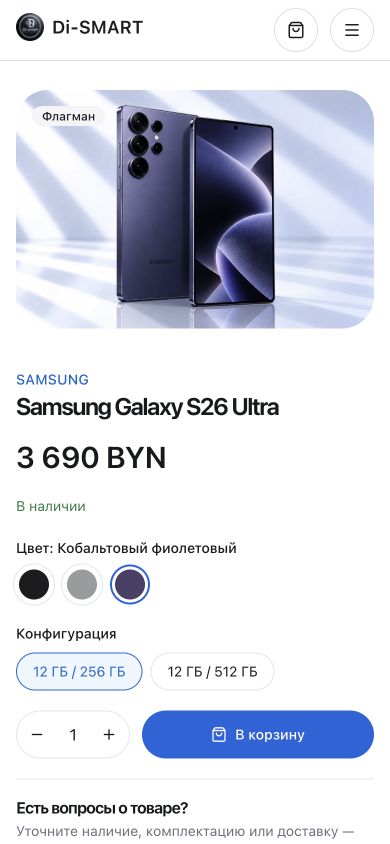 Di-SMART
Флагман
SAMSUNG
Samsung Galaxy S26 Ultra
3 690 BYN
В наличии
Цвет: Кобальтовый фиолетовый
Конфигурация
12 ГБ / 256 ГБ
12 ГБ / 512 ГБ
− 1 +
В корзину
Есть вопросы о товаре?
Уточните наличие, комплектацию или доставку —